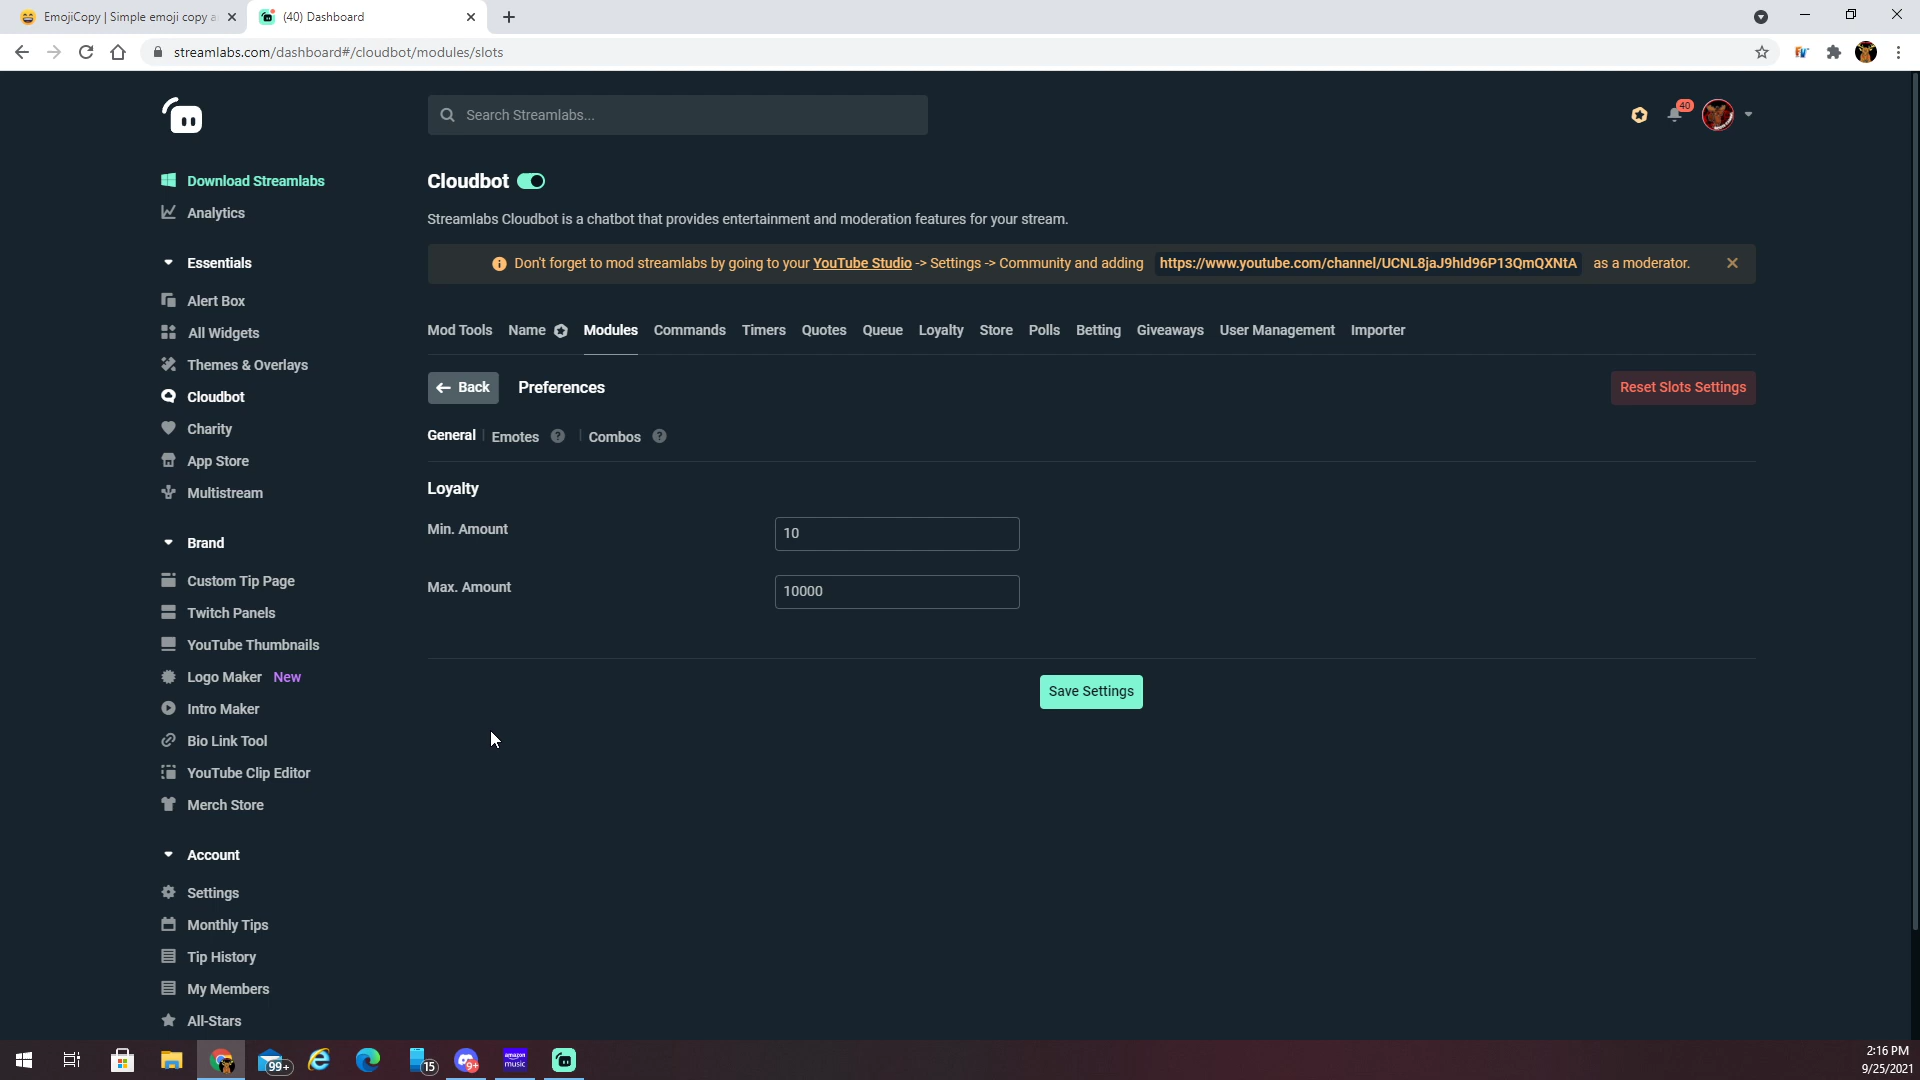 EmojiCopy | Simple emoji copy a
(40) Dashboard
streamlabs.com/dashboard#/cloudbot/modules/slots
Search Streamlabs...
40
Download Streamlabs
Analytics
Essentials
Alert Box
All Widgets
Themes & Overlays
Cloudbot
Charity
App Store
Multistream
Brand
Custom Tip Page
Twitch Panels
YouTube Thumbnails
Logo Maker New
Intro Maker
Bio Link Tool
YouTube Clip Editor
Merch Store
Account
Settings
Monthly Tips
Tip History
My Members
All-Stars
Cloudbot
Streamlabs Cloudbot is a chatbot that provides entertainment and moderation features for your stream.
Don't forget to mod streamlabs by going to your YouTube Studio -> Settings -> Community and adding https://www.youtube.com/channel/UCNL8jaJ9hId96P13QmQXNtA as a moderator.
Mod Tools Name Modules Commands Timers Quotes Queue Loyalty Store Polls Betting Giveaways User Management Importer
Back Preferences Reset Slots Settings
General Emotes ? Combos ?
Loyalty
Min. Amount 10
Max. Amount 10000
Save Settings
99+
15
9+
amazon music
2:16 PM
9/25/2021